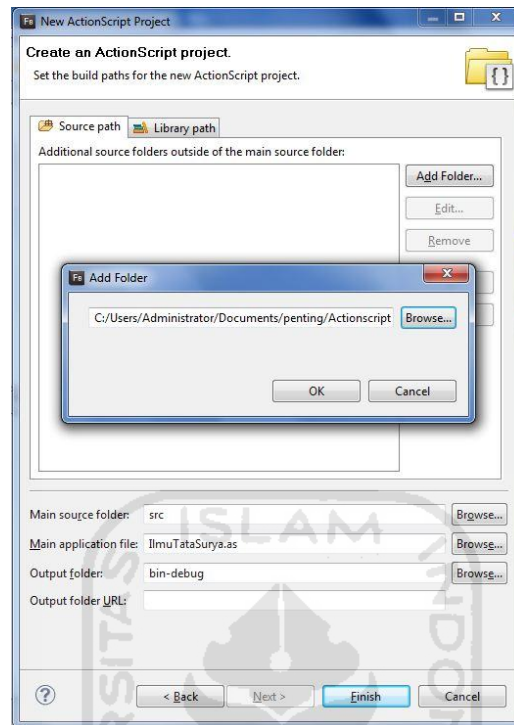 New ActionScript Project
Create an ActionScript project.
Set the build paths for the new ActionScript project.
Source path Library path
Additional source folders outside of the main source folder:
Add Folder...
Edit...
Remove
Add Folder
C:/Users/Administrator/Documents/penting/Actionscript Browse...
OK Cancel
Main source folder: src Browse...
Main application file: IlmuTataSurya.as Browse...
Output folder: bin-debug Browse...
Output folder URL:
ISLAM
< Back Next > Finish Cancel